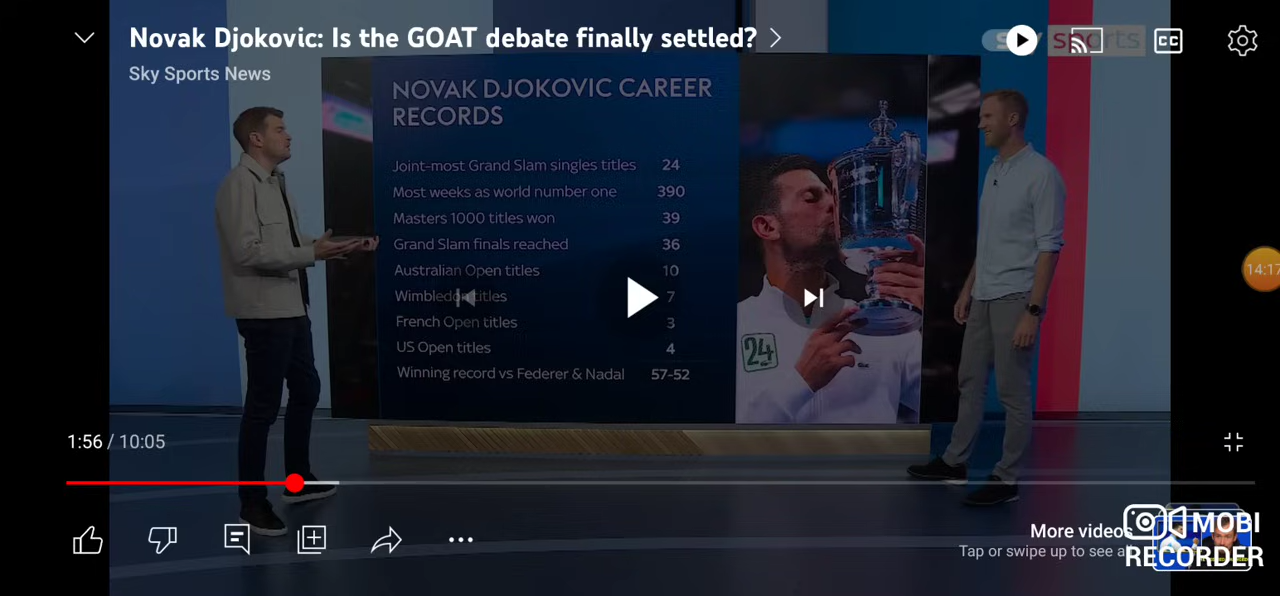 Novak Djokovic: Is the GOAT debate finally settled?
Sky Sports News
sports
CC
NOVAK DJOKOVIC CAREER
RECORDS
Joint-most Grand Slam singles titles 24
Most weeks as world number one 390
Masters 1000 titles won 39
Grand Slam finals reached 36
Australian Open titles 10
Wimbledon titles 7
French Open titles 3
US Open titles 4
Winning record vs Federer & Nadal 57-52
24
14:17
1:56 / 10:05
More videos
Tap or swipe up to see all
MOBI
RECORDER